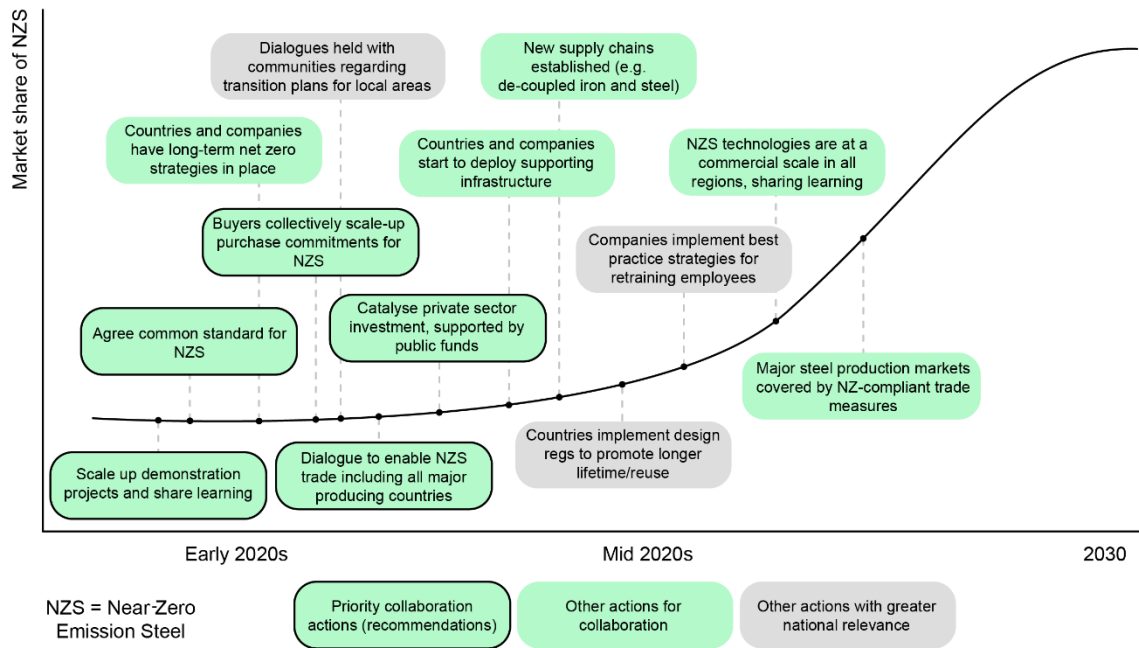 Market share of NZS
Dialogues held with
communities regarding
transition plans for local areas
New supply chains
established (e.g.
de-coupled iron and steel)
Countries and companies
have long-term net zero
strategies in place
Countries and companies
start to deploy supporting
infrastructure
NZS technologies are at a
commercial scale in all
regions, sharing learning
Buyers collectively scale-up
purchase commitments for
NZS
Companies implement best
practice strategies for
retraining employees
Agree common standard for
NZS
Catalyse private sector
investment, supported by
public funds
Major steel production markets
covered by NZ-compliant trade
measures
Scale up demonstration
projects and share learning
Dialogue to enable NZS
trade including all major
producing countries
Countries implement design
regs to promote longer
lifetime/reuse
Early 2020s
Mid 2020s
2030
NZS = Near-Zero
Emission Steel
Priority collaboration
actions (recommendations)
Other actions for
collaboration
Other actions with greater
national relevance